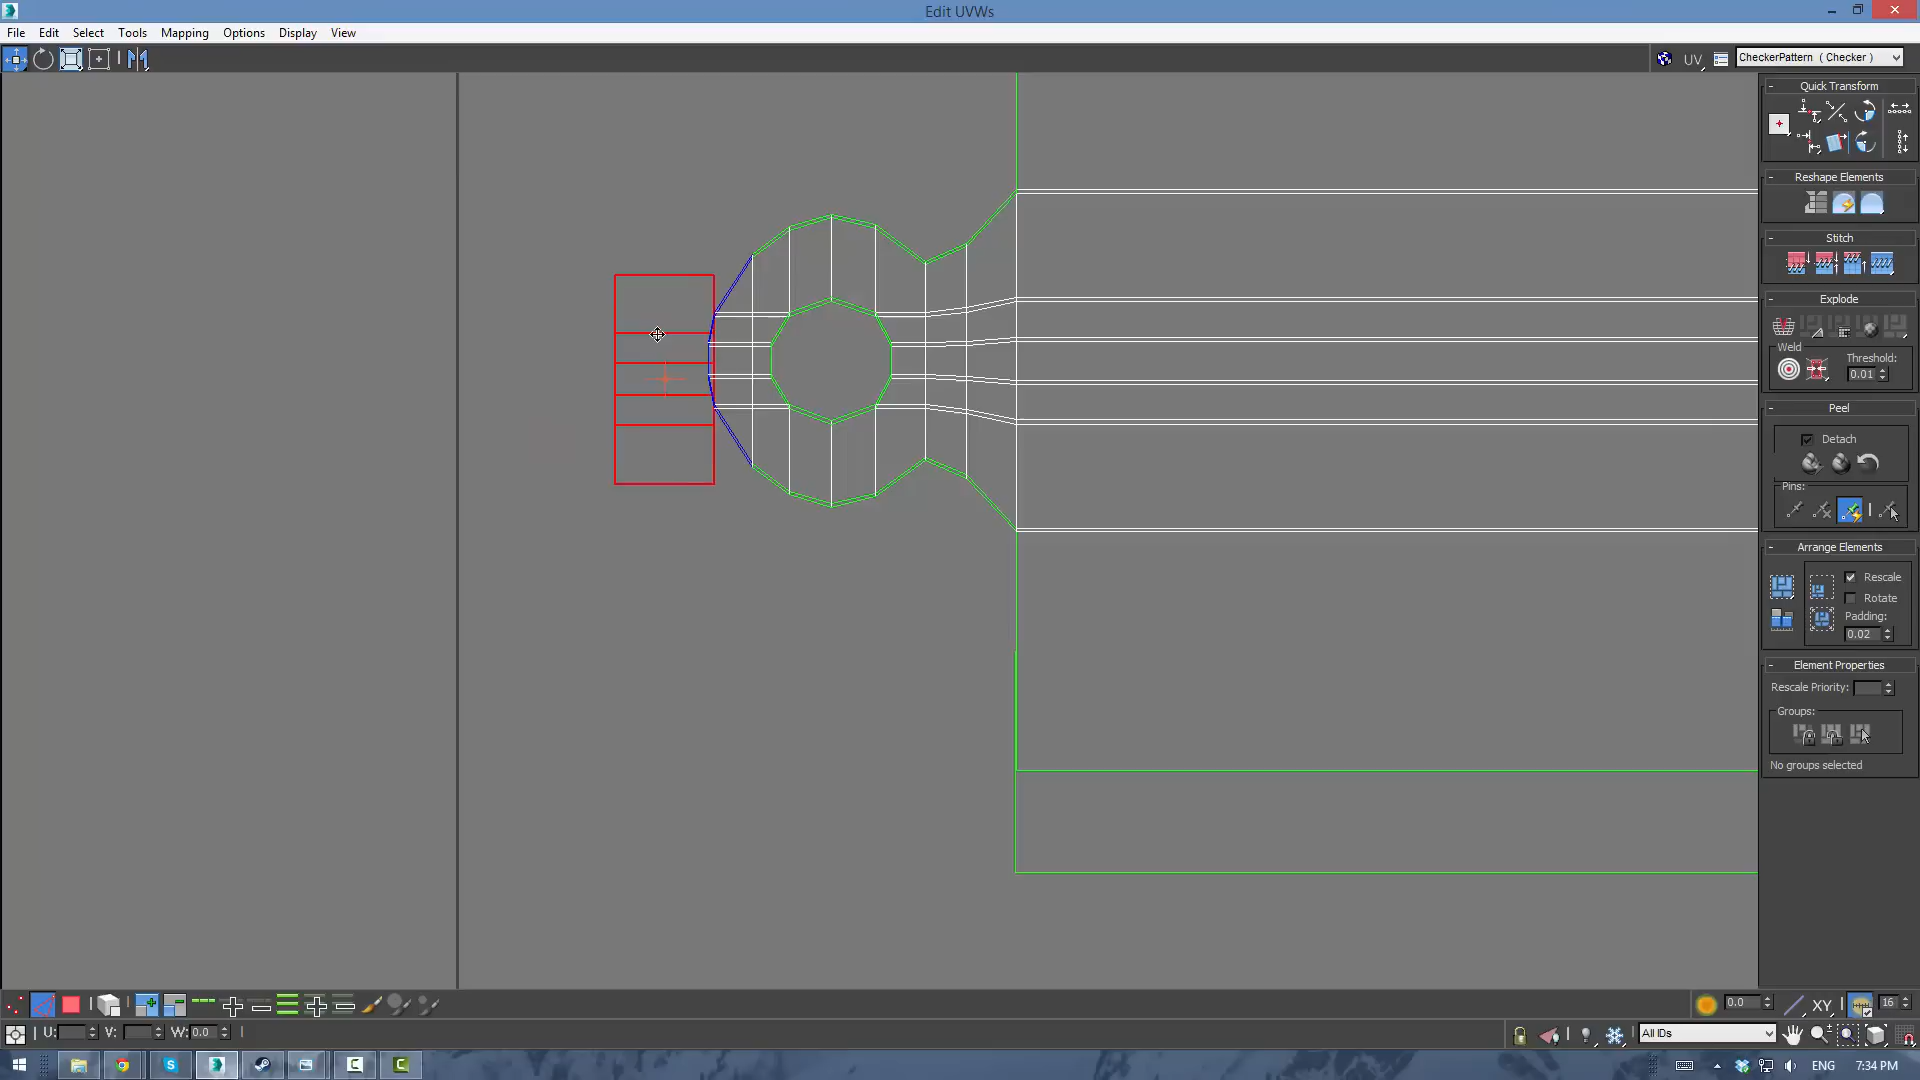 Edit UVWs
File Edit Select Tools Mapping Options Display View
UV
CheckerPattern ( Checker )
Quick Transform
Reshape Elements
Stitch
Explode
Weld
Threshold:
0.01
Peel
Detach
Pins:
Arrange Elements
Rescale
Rotate
Padding:
0.02
Element Properties
Rescale Priority:
Groups:
No groups selected
0.0
XY
16
U:
V:
W: 0.0
All IDs
ENG
7:34 PM